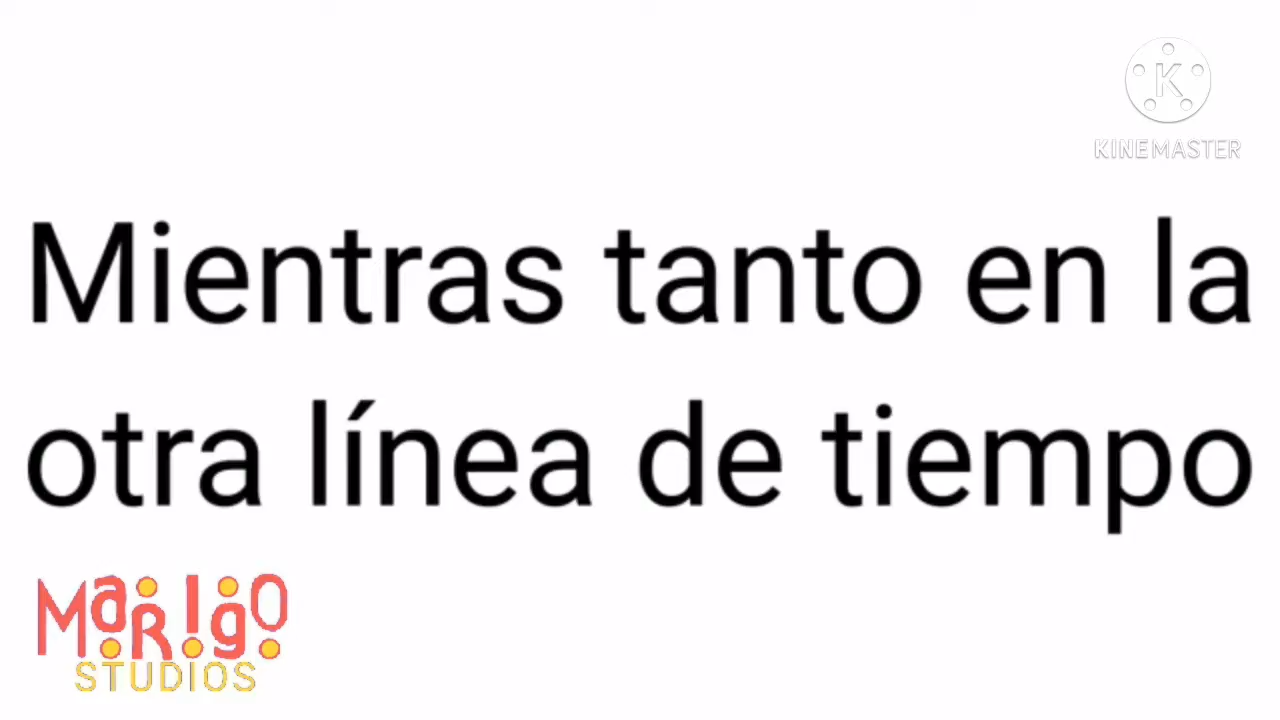 KINEMASTER
Mientras tanto en la
otra línea de tiempo
MaRIgO
STUDIOS